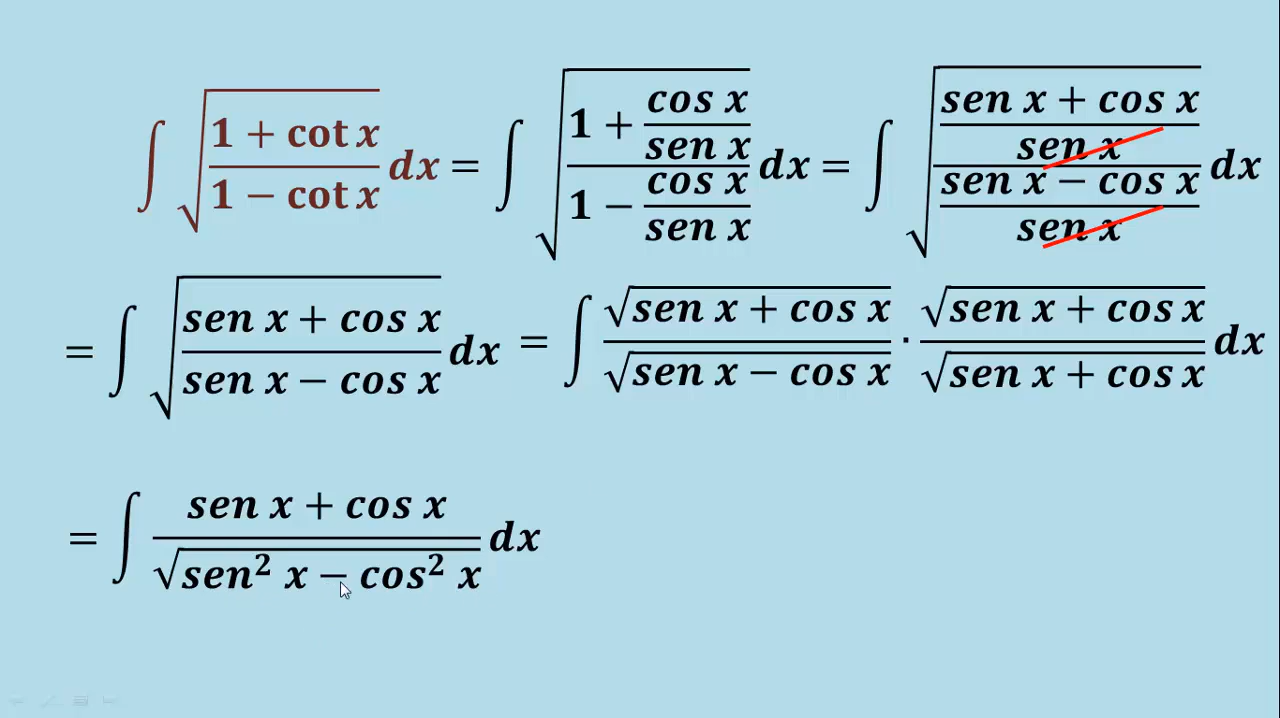 ∫ √((1 + cot x)/(1 − cot x)) dx = ∫ √((1 + cos x/sen x)/(1 − cos x/sen x)) dx = ∫ √(((sen x + cos x)/sen x)/((sen x − cos x)/sen x)) dx
= ∫ √((sen x + cos x)/(sen x − cos x)) dx = ∫ √(sen x + cos x)/√(sen x − cos x) · √(sen x + cos x)/√(sen x + cos x) dx
= ∫ (sen x + cos x)/√(sen² x − cos² x) dx